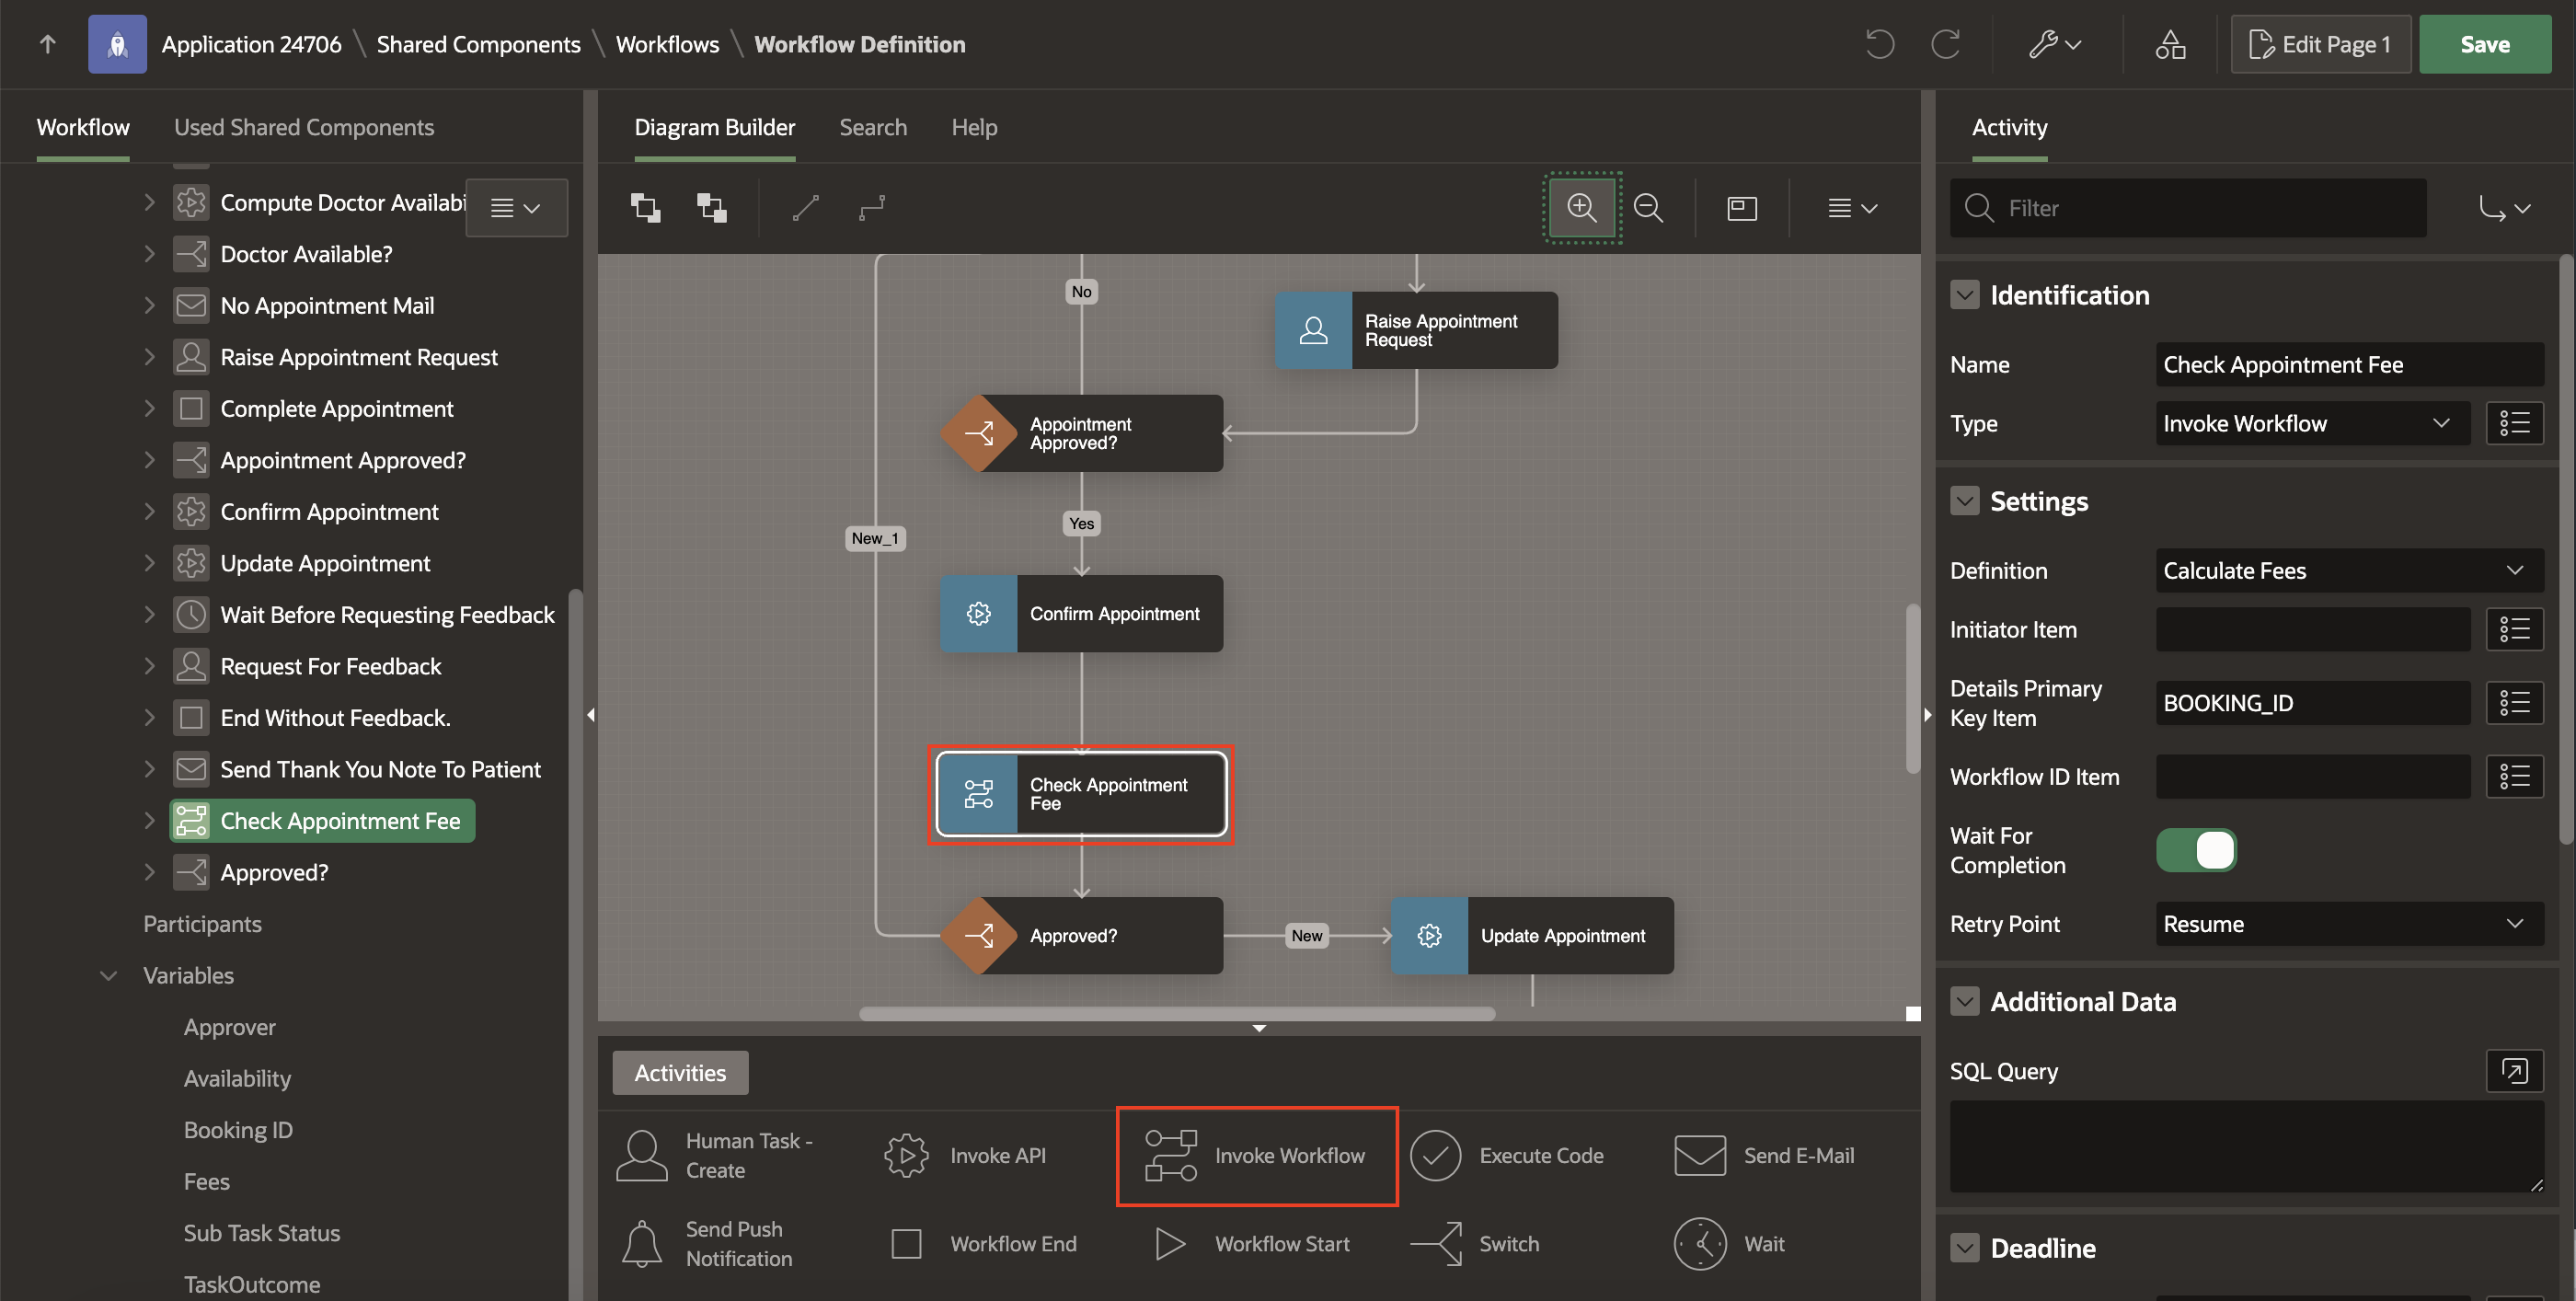 Application 24706 \ Shared Components \ Workflows \ Workflow Definition
Edit Page 1
Save
Workflow
Used Shared Components
Compute Doctor Availabi
Doctor Available?
No Appointment Mail
Raise Appointment Request
Complete Appointment
Appointment Approved?
Confirm Appointment
Update Appointment
Wait Before Requesting Feedback
Request For Feedback
End Without Feedback.
Send Thank You Note To Patient
Check Appointment Fee
Approved?
Participants
Variables
Approver
Availability
Booking ID
Fees
Sub Task Status
TaskOutcome
Diagram Builder
Search
Help
No
Raise Appointment
Request
Appointment
Approved?
Yes
New_1
Confirm Appointment
Check Appointment
Fee
Approved?
New
Update Appointment
Activities
Human Task -
Create
Invoke API
Invoke Workflow
Execute Code
Send E-Mail
Send Push
Notification
Workflow End
Workflow Start
Switch
Wait
Activity
Filter
Identification
Name
Check Appointment Fee
Type
Invoke Workflow
Settings
Definition
Calculate Fees
Initiator Item
Details Primary
Key Item
BOOKING_ID
Workflow ID Item
Wait For
Completion
Retry Point
Resume
Additional Data
SQL Query
Deadline